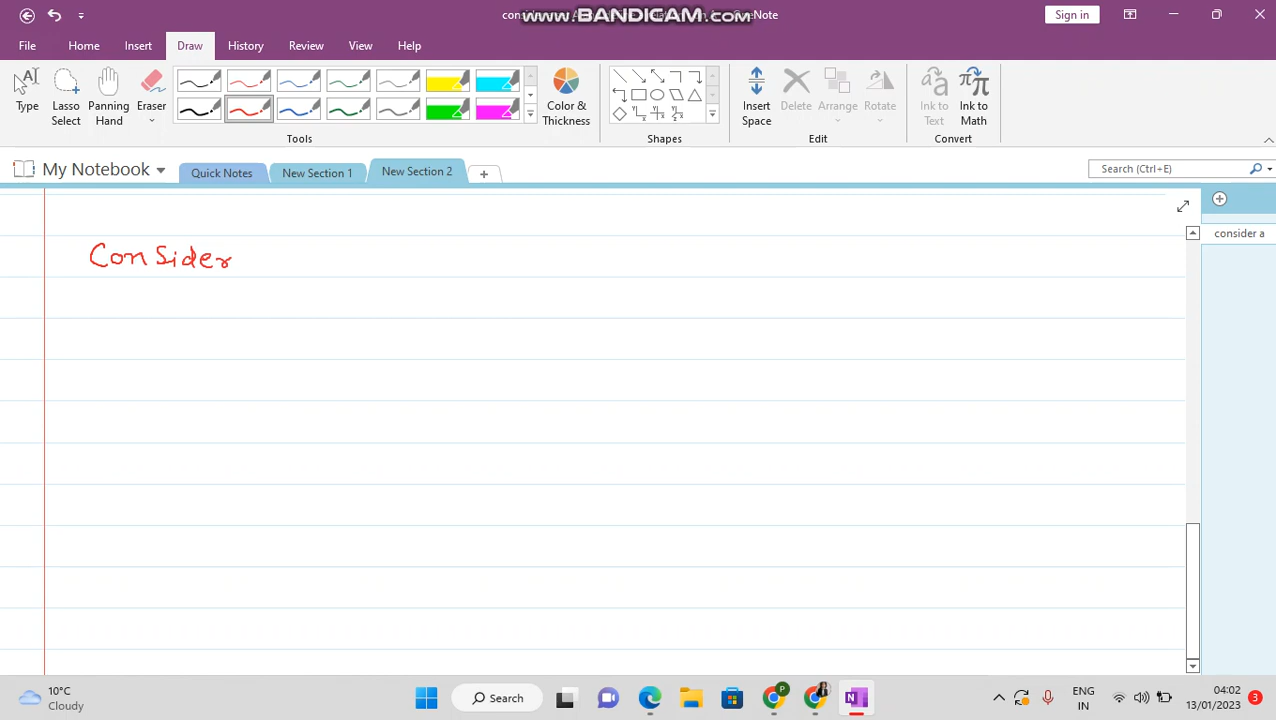 www.BANDICAM.com
Sign in
File Home Insert Draw History Review View Help
Type Lasso Select Panning Hand Eraser Color & Thickness Insert Space Delete Arrange Rotate Ink to Text Ink to Math
Tools Shapes Edit Convert
My Notebook Quick Notes New Section 1 New Section 2 Search (Ctrl+E)
consider a
Consider
10°C
Cloudy
Search
ENG
IN
04:02
13/01/2023
3